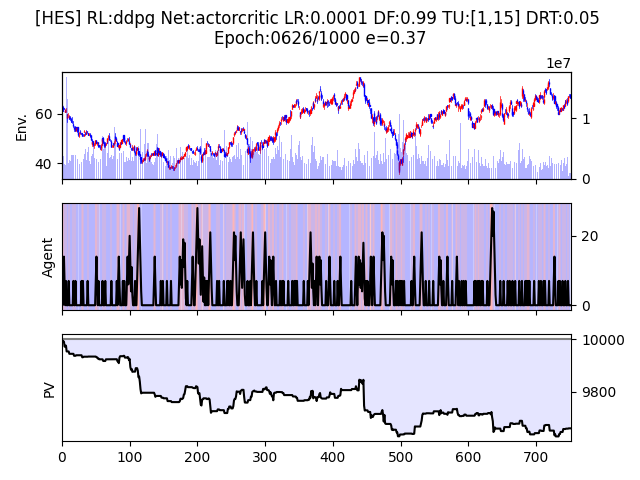 [HES] RL:ddpg Net:actorcritic LR:0.0001 DF:0.99 TU:[1,15] DRT:0.05
Epoch:0626/1000 e=0.37
1e7
Env.
60
40
1
0
Agent
20
0
PV
10000
9800
0 100 200 300 400 500 600 700